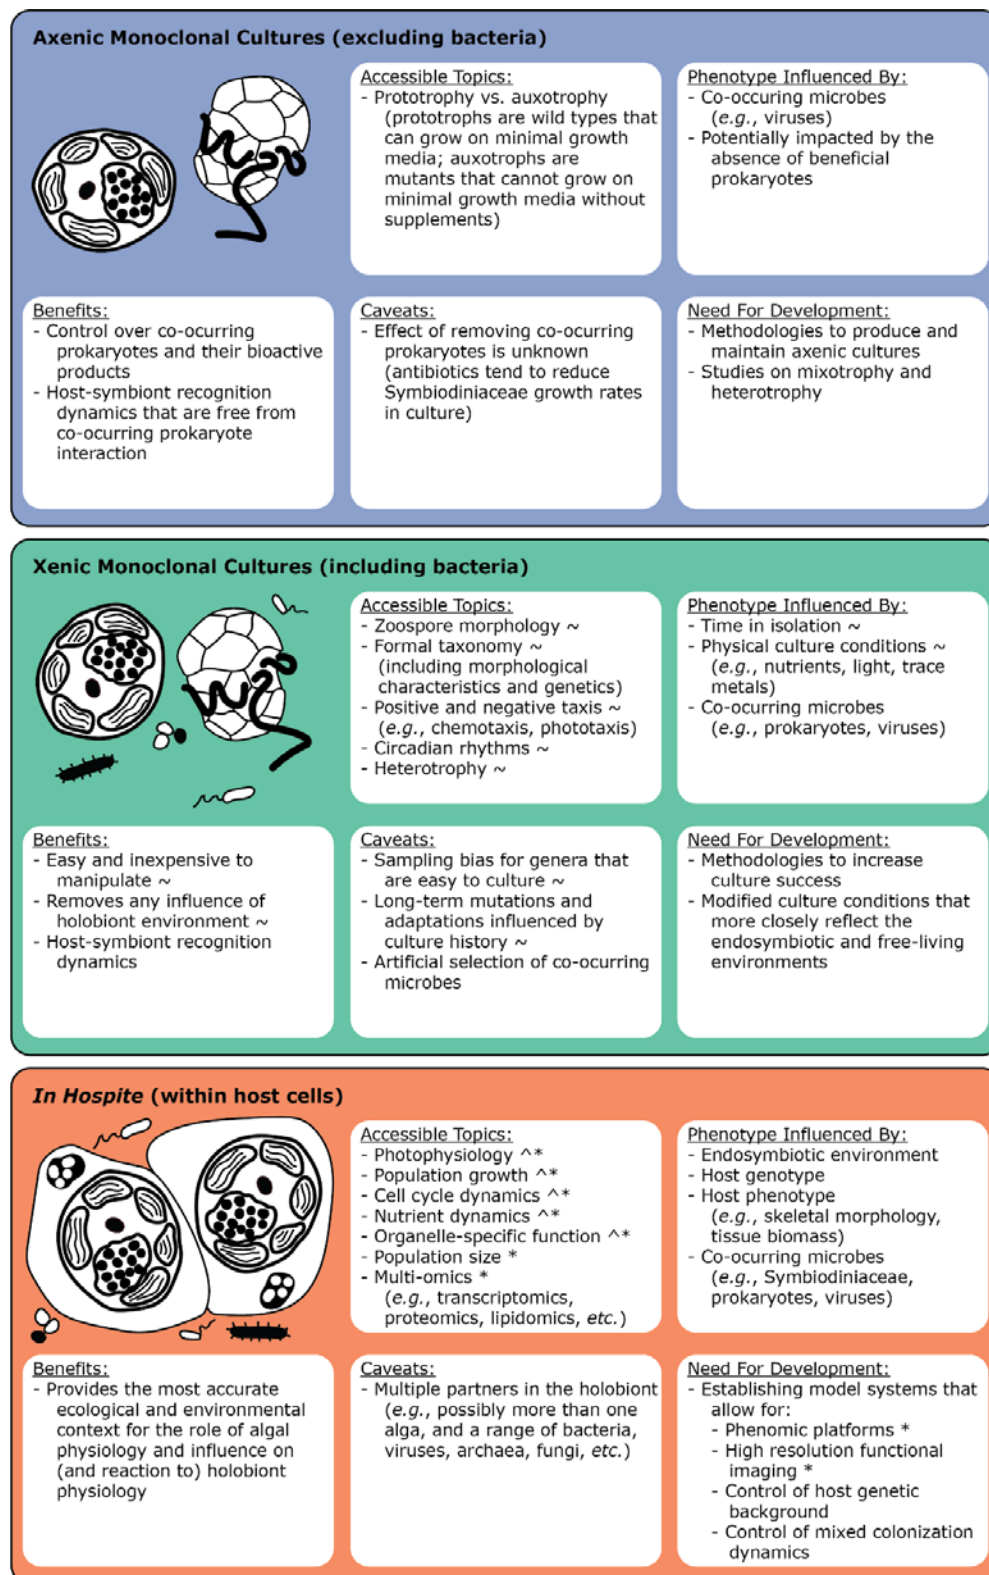 Axenic Monoclonal Cultures (excluding bacteria)
Accessible Topics:
- Prototrophy vs. auxotrophy
(prototrophs are wild types that
can grow on minimal growth
media; auxotrophs are
mutants that cannot grow on
minimal growth media without
supplements)
Phenotype Influenced By:
- Co-occuring microbes
(e.g., viruses)
- Potentially impacted by the
absence of beneficial
prokaryotes
Benefits:
- Control over co-ocurring
prokaryotes and their bioactive
products
- Host-symbiont recognition
dynamics that are free from
co-ocurring prokaryote
interaction
Caveats:
- Effect of removing co-ocurring
prokaryotes is unknown
(antibiotics tend to reduce
Symbiodiniaceae growth rates
in culture)
Need For Development:
- Methodologies to produce and
maintain axenic cultures
- Studies on mixotrophy and
heterotrophy
Xenic Monoclonal Cultures (including bacteria)
Accessible Topics:
- Zoospore morphology ~
- Formal taxonomy ~
(including morphological
characteristics and genetics)
- Positive and negative taxis ~
(e.g., chemotaxis, phototaxis)
- Circadian rhythms ~
- Heterotrophy ~
Phenotype Influenced By:
- Time in isolation ~
- Physical culture conditions ~
(e.g., nutrients, light, trace
metals)
- Co-ocurring microbes
(e.g., prokaryotes, viruses)
Benefits:
- Easy and inexpensive to
manipulate ~
- Removes any influence of
holobiont environment ~
- Host-symbiont recognition
dynamics
Caveats:
- Sampling bias for genera that
are easy to culture ~
- Long-term mutations and
adaptations influenced by
culture history ~
- Artificial selection of co-ocurring
microbes
Need For Development:
- Methodologies to increase
culture success
- Modified culture conditions that
more closely reflect the
endosymbiotic and free-living
environments
In Hospite (within host cells)
Accessible Topics:
- Photophysiology ^*
- Population growth ^*
- Cell cycle dynamics ^*
- Nutrient dynamics ^*
- Organelle-specific function ^*
- Population size *
- Multi-omics *
(e.g., transcriptomics,
proteomics, lipidomics, etc.)
Phenotype Influenced By:
- Endosymbiotic environment
- Host genotype
- Host phenotype
(e.g., skeletal morphology,
tissue biomass)
- Co-ocurring microbes
(e.g., Symbiodiniaceae,
prokaryotes, viruses)
Benefits:
- Provides the most accurate
ecological and environmental
context for the role of algal
physiology and influence on
(and reaction to) holobiont
physiology
Caveats:
- Multiple partners in the holobiont
(e.g., possibly more than one
alga, and a range of bacteria,
viruses, archaea, fungi, etc.)
Need For Development:
- Establishing model systems that
allow for:
- Phenomic platforms *
- High resolution functional
imaging *
- Control of host genetic
background
- Control of mixed colonization
dynamics